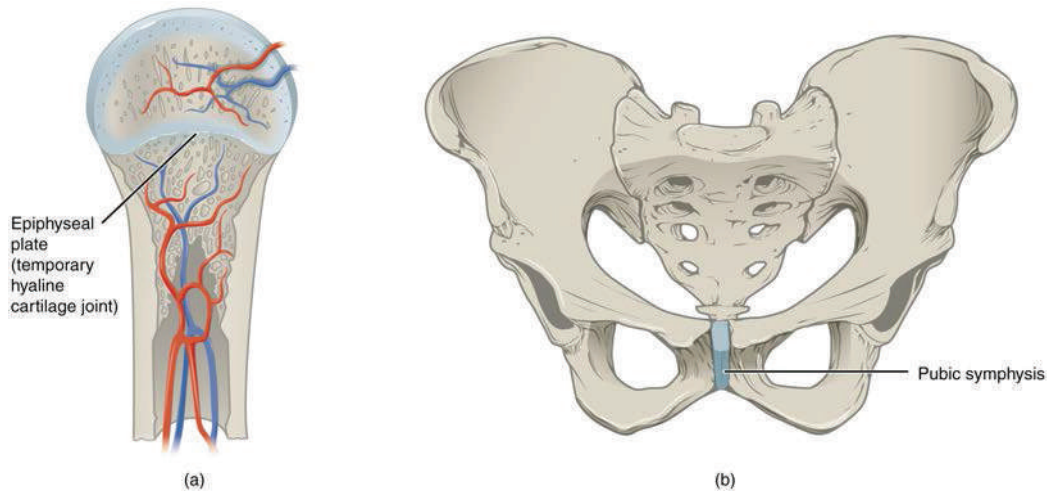 Epiphyseal
plate
(temporary
hyaline
cartilage joint)
Pubic symphysis
(a)
(b)